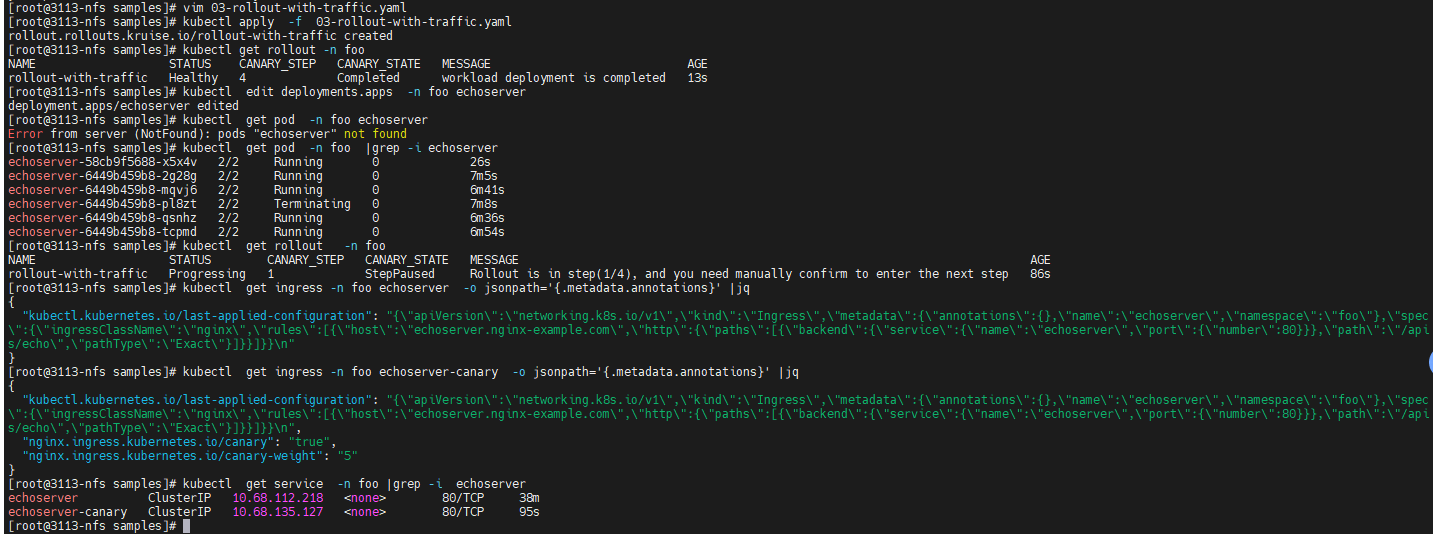 [root@3113-nfs samples]# vim 03-rollout-with-traffic.yaml
[root@3113-nfs samples]# kubectl apply  -f  03-rollout-with-traffic.yaml
rollout.rollouts.kruise.io/rollout-with-traffic created
[root@3113-nfs samples]# kubectl get rollout -n foo
NAME                   STATUS    CANARY_STEP   CANARY_STATE   MESSAGE                            AGE
rollout-with-traffic   Healthy   4             Completed      workload deployment is completed   13s
[root@3113-nfs samples]# kubectl  edit deployments.apps  -n foo echoserver
deployment.apps/echoserver edited
[root@3113-nfs samples]# kubectl  get pod  -n foo echoserver
Error from server (NotFound): pods "echoserver" not found
[root@3113-nfs samples]# kubectl  get pod  -n foo  |grep -i echoserver
echoserver-58cb9f5688-x5x4v   2/2     Running       0             26s
echoserver-6449b459b8-2g28g   2/2     Running       0             7m5s
echoserver-6449b459b8-mqvj6   2/2     Running       0             6m41s
echoserver-6449b459b8-pl8zt   2/2     Terminating   0             7m8s
echoserver-6449b459b8-qsnhz   2/2     Running       0             6m36s
echoserver-6449b459b8-tcpmd   2/2     Running       0             6m54s
[root@3113-nfs samples]# kubectl  get rollout   -n foo
NAME                   STATUS        CANARY_STEP   CANARY_STATE   MESSAGE                                                                         AGE
rollout-with-traffic   Progressing   1             StepPaused     Rollout is in step(1/4), and you need manually confirm to enter the next step   86s
[root@3113-nfs samples]# kubectl  get ingress -n foo echoserver  -o jsonpath='{.metadata.annotations}' |jq
{
  "kubectl.kubernetes.io/last-applied-configuration": "{\"apiVersion\":\"networking.k8s.io/v1\",\"kind\":\"Ingress\",\"metadata\":{\"annotations\":{},\"name\":\"echoserver\",\"namespace\":\"foo\"},\"spec
\":{\"ingressClassName\":\"nginx\",\"rules\":[{\"host\":\"echoserver.nginx-example.com\",\"http\":{\"paths\":[{\"backend\":{\"service\":{\"name\":\"echoserver\",\"port\":{\"number\":80}}},\"path\":\"/api
s/echo\",\"pathType\":\"Exact\"}]}}]}}\n"
}
[root@3113-nfs samples]# kubectl  get ingress -n foo echoserver-canary  -o jsonpath='{.metadata.annotations}' |jq
{
  "kubectl.kubernetes.io/last-applied-configuration": "{\"apiVersion\":\"networking.k8s.io/v1\",\"kind\":\"Ingress\",\"metadata\":{\"annotations\":{},\"name\":\"echoserver\",\"namespace\":\"foo\"},\"spec
\":{\"ingressClassName\":\"nginx\",\"rules\":[{\"host\":\"echoserver.nginx-example.com\",\"http\":{\"paths\":[{\"backend\":{\"service\":{\"name\":\"echoserver\",\"port\":{\"number\":80}}},\"path\":\"/api
s/echo\",\"pathType\":\"Exact\"}]}}]}}\n",
  "nginx.ingress.kubernetes.io/canary": "true",
  "nginx.ingress.kubernetes.io/canary-weight": "5"
}
[root@3113-nfs samples]# kubectl  get service  -n foo |grep -i  echoserver
echoserver          ClusterIP   10.68.112.218   <none>        80/TCP    38m
echoserver-canary   ClusterIP   10.68.135.127   <none>        80/TCP    95s
[root@3113-nfs samples]#